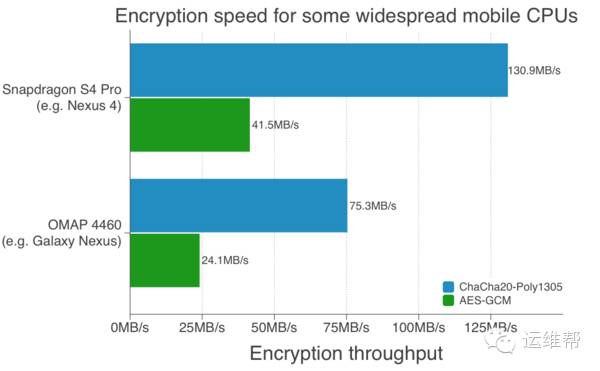 Encryption speed for some widespread mobile CPUs
Snapdragon S4 Pro
(e.g. Nexus 4)
130.9MB/s
41.5MB/s
OMAP 4460
(e.g. Galaxy Nexus)
75.3MB/s
24.1MB/s
ChaCha20-Poly1305
AES-GCM
0MB/s 25MB/s 50MB/s 75MB/s 100MB/s 125MB/s
Encryption throughput
运维帮